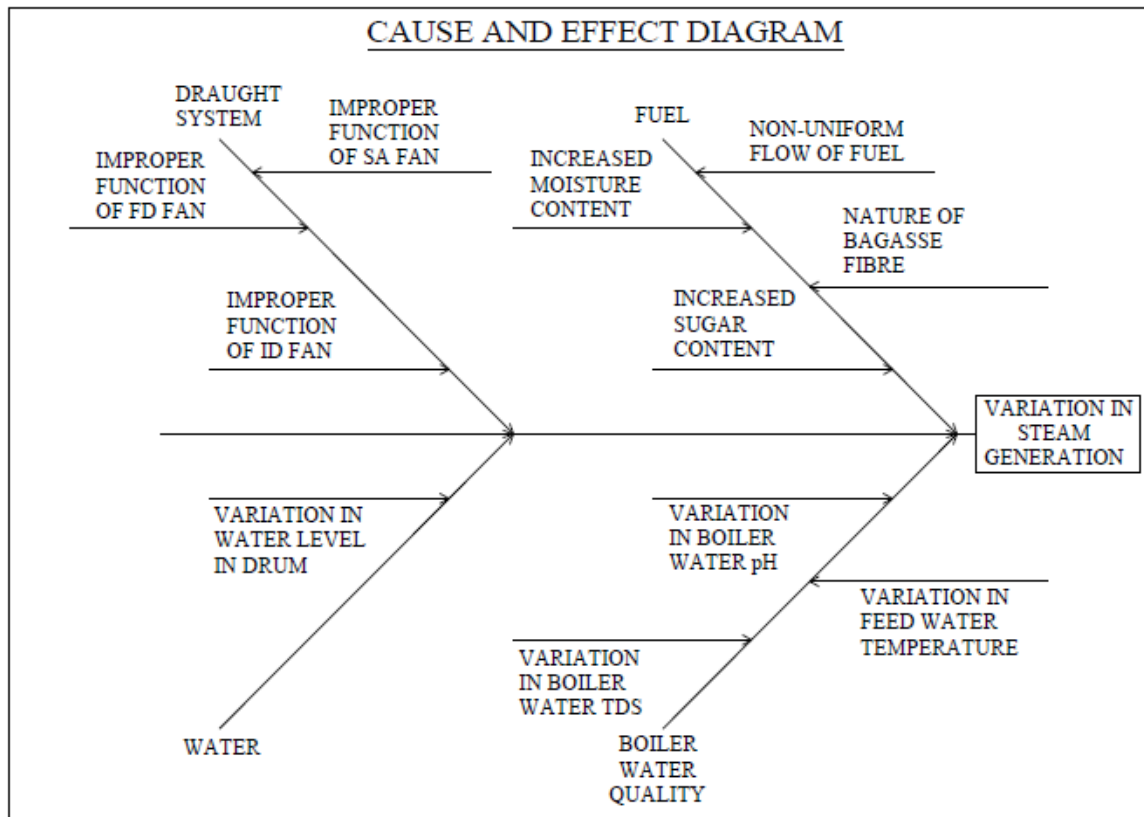 CAUSE AND EFFECT DIAGRAM
DRAUGHT
SYSTEM
IMPROPER
FUNCTION
OF SA FAN
IMPROPER
FUNCTION
OF FD FAN
IMPROPER
FUNCTION
OF ID FAN
FUEL
NON-UNIFORM
FLOW OF FUEL
INCREASED
MOISTURE
CONTENT
NATURE OF
BAGASSE
FIBRE
INCREASED
SUGAR
CONTENT
VARIATION IN
STEAM
GENERATION
VARIATION IN
WATER LEVEL
IN DRUM
WATER
VARIATION
IN BOILER
WATER pH
VARIATION IN
FEED WATER
TEMPERATURE
VARIATION
IN BOILER
WATER TDS
BOILER
WATER
QUALITY